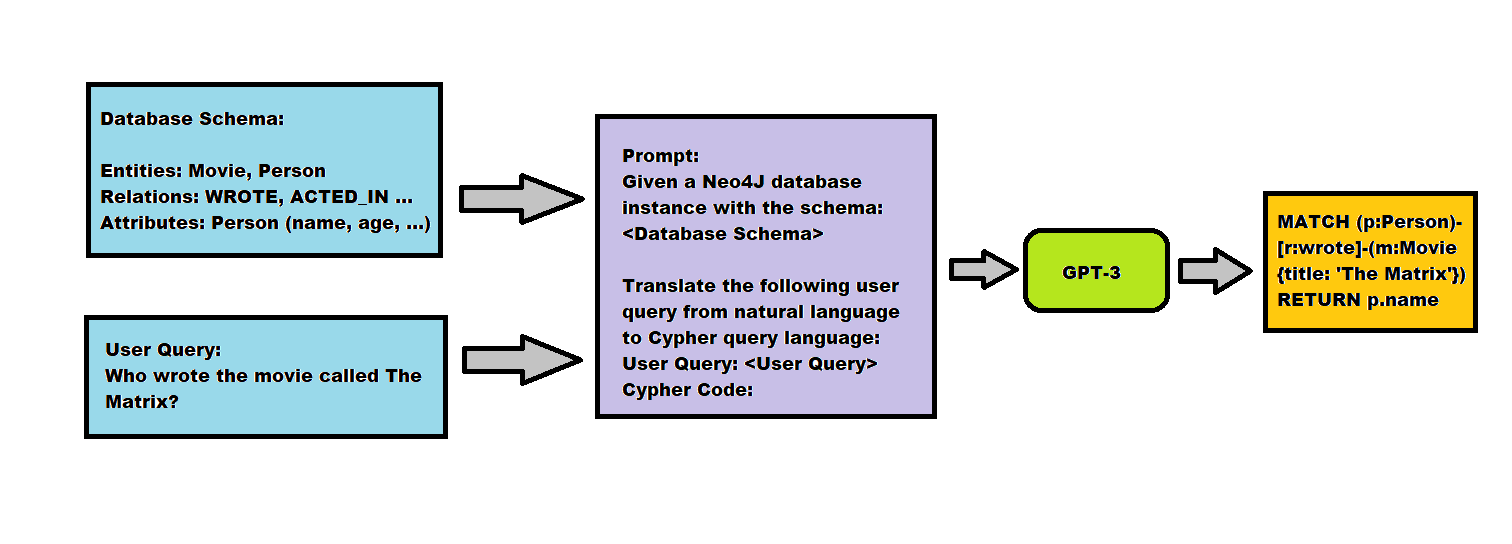 Database Schema:
Entities: Movie, Person
Relations: WROTE, ACTED_IN ...
Attributes: Person (name, age, ...)
User Query:
Who wrote the movie called The
Matrix?
Prompt:
Given a Neo4J database
instance with the schema:
<Database Schema>
Translate the following user
query from natural language
to Cypher query language:
User Query: <User Query>
Cypher Code:
GPT-3
MATCH (p:Person)-
[r:wrote]-(m:Movie
{title: 'The Matrix'})
RETURN p.name